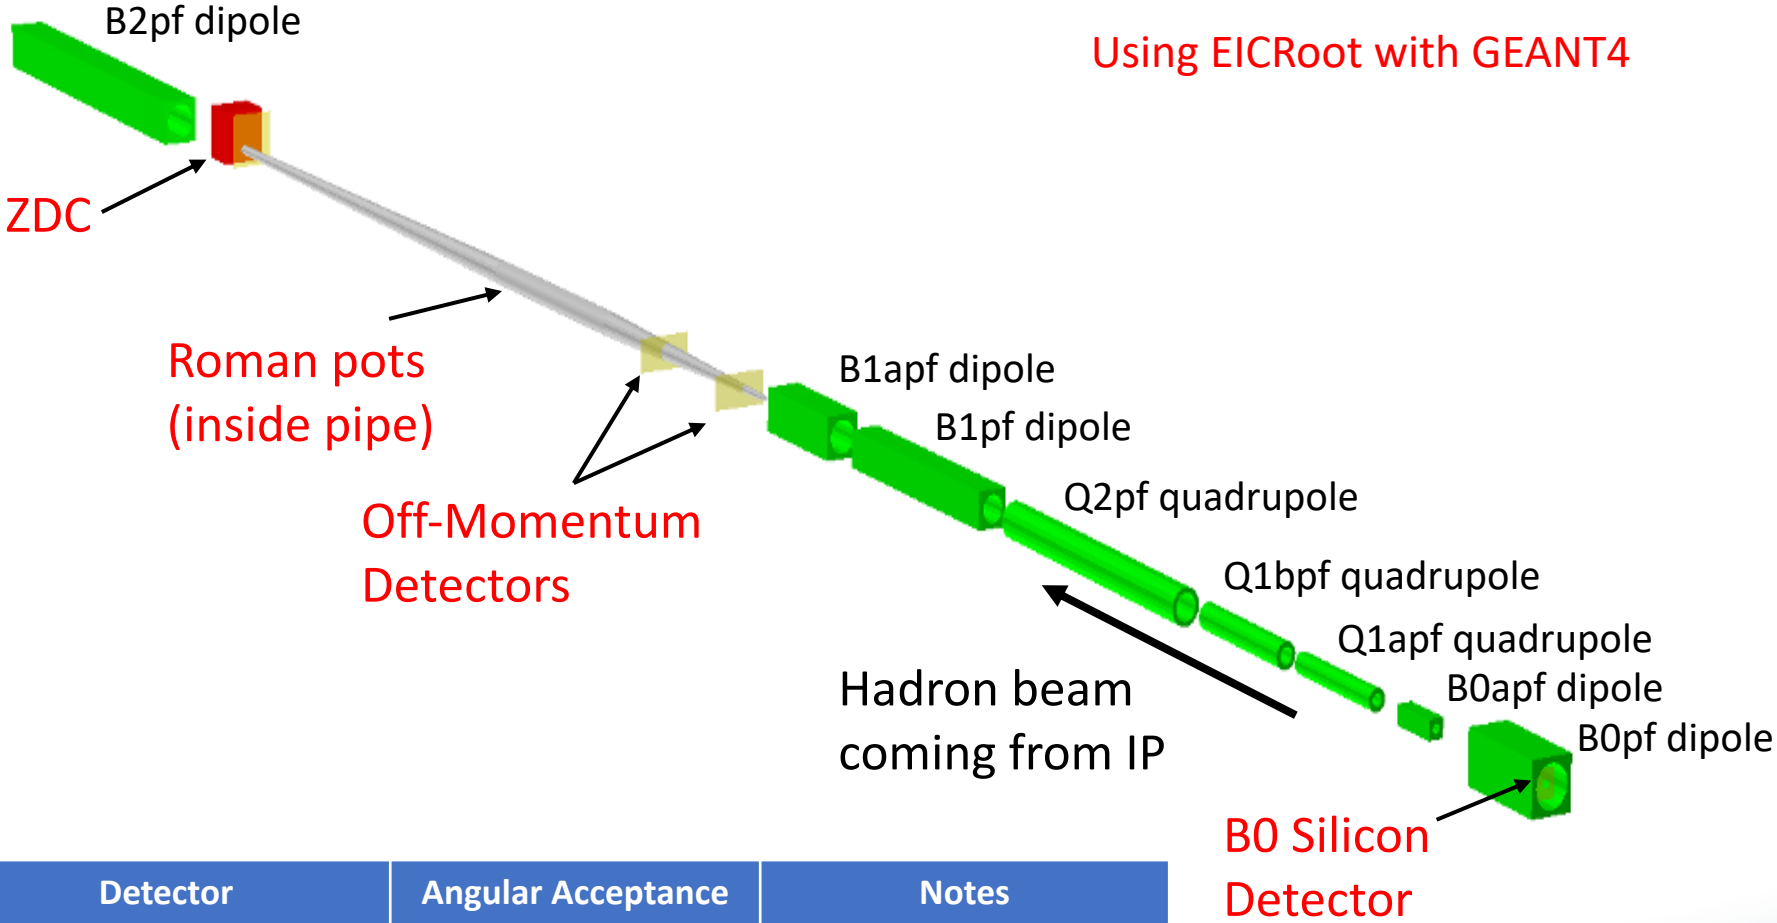 B2pf dipole
Using EICRoot with GEANT4
ZDC
Roman pots
(inside pipe)
B1apf dipole
B1pf dipole
Off-Momentum
Detectors
Q2pf quadrupole
Q1bpf quadrupole
Q1apf quadrupole
B0apf dipole
B0pf dipole
Hadron beam
coming from IP
B0 Silicon
Detector
Detector
Angular Acceptance
Notes